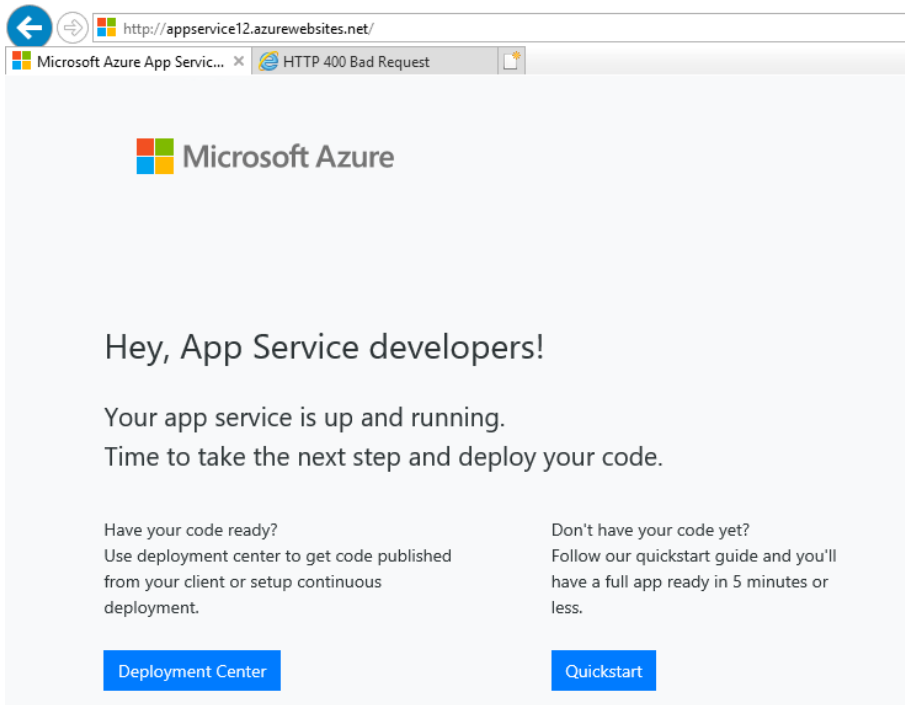 http://appservice12.azurewebsites.net/
Microsoft Azure App Servic...
HTTP 400 Bad Request
Microsoft Azure
Hey, App Service developers!
Your app service is up and running.
Time to take the next step and deploy your code.
Have your code ready?
Use deployment center to get code published
from your client or setup continuous
deployment.
Deployment Center
Don't have your code yet?
Follow our quickstart guide and you'll
have a full app ready in 5 minutes or
less.
Quickstart